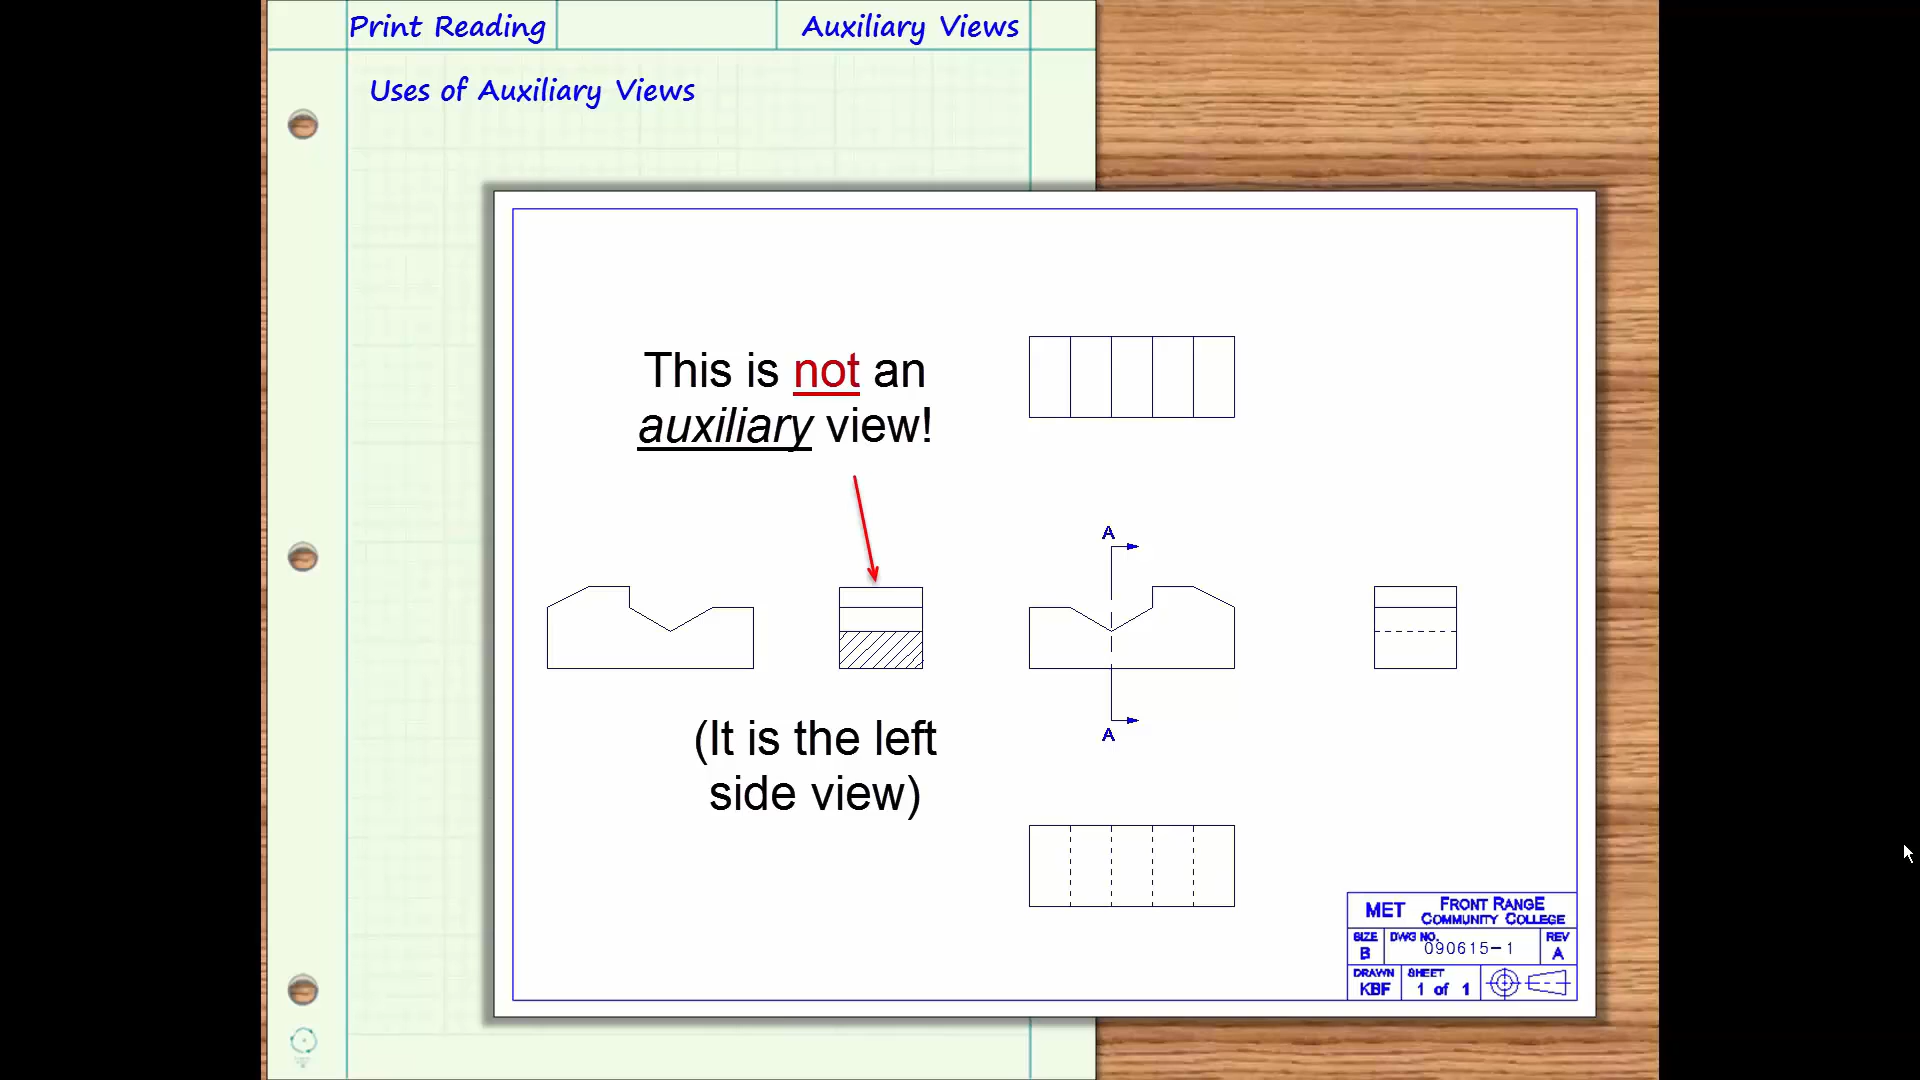 Print Reading
Auxiliary Views
Uses of Auxiliary Views
This is not an
auxiliary view!
A
A
(It is the left
side view)
MET
FRONT RANGE
COMMUNITY COLLEGE
SIZE
B
DWG NO.
090615-1
REV
A
DRAWN
KBF
SHEET
1 of 1